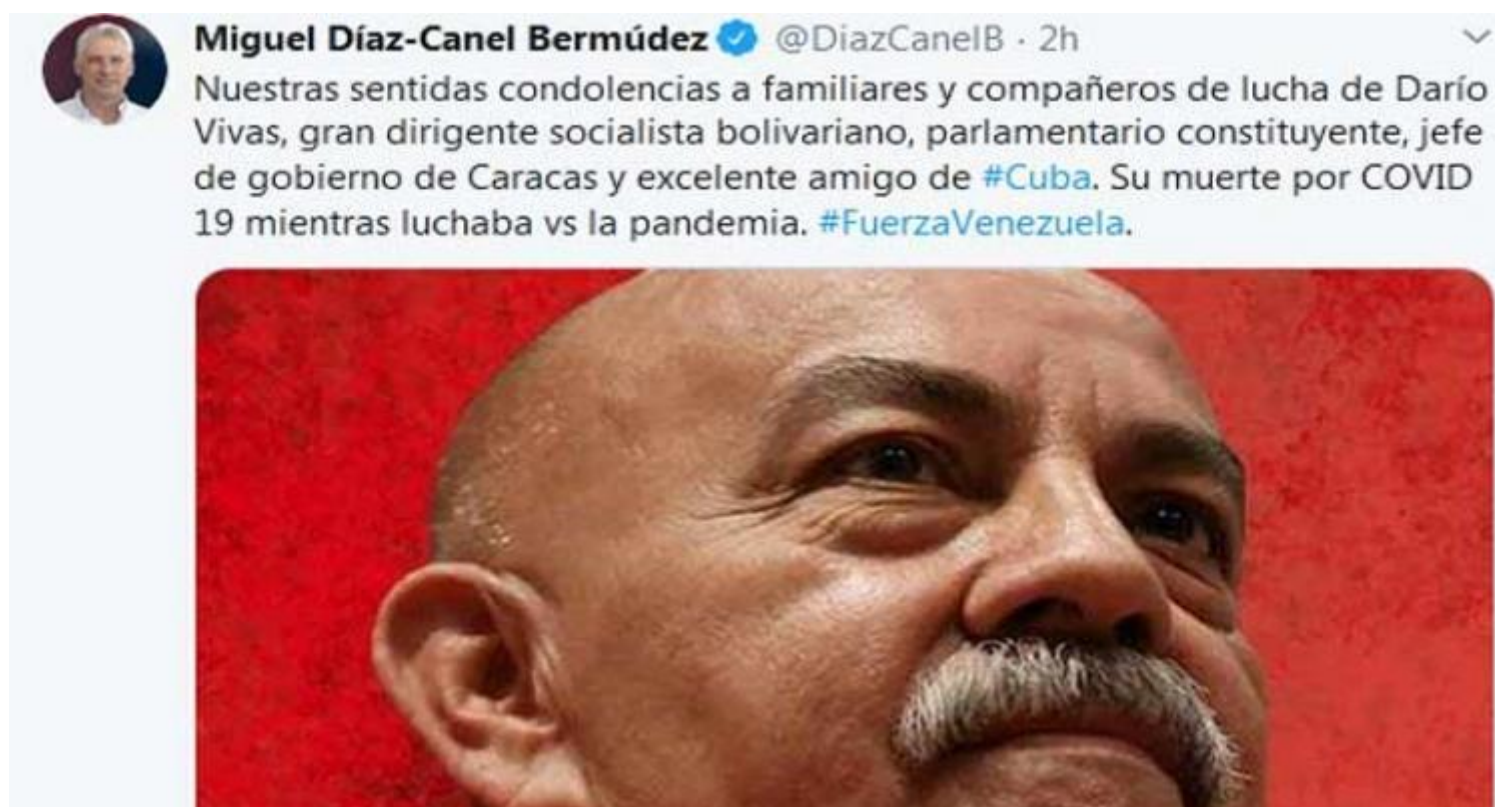 Miguel Díaz-Canel Bermúdez @DiazCanelB · 2h
Nuestras sentidas condolencias a familiares y compañeros de lucha de Darío
Vivas, gran dirigente socialista bolivariano, parlamentario constituyente, jefe
de gobierno de Caracas y excelente amigo de #Cuba. Su muerte por COVID
19 mientras luchaba vs la pandemia. #FuerzaVenezuela.